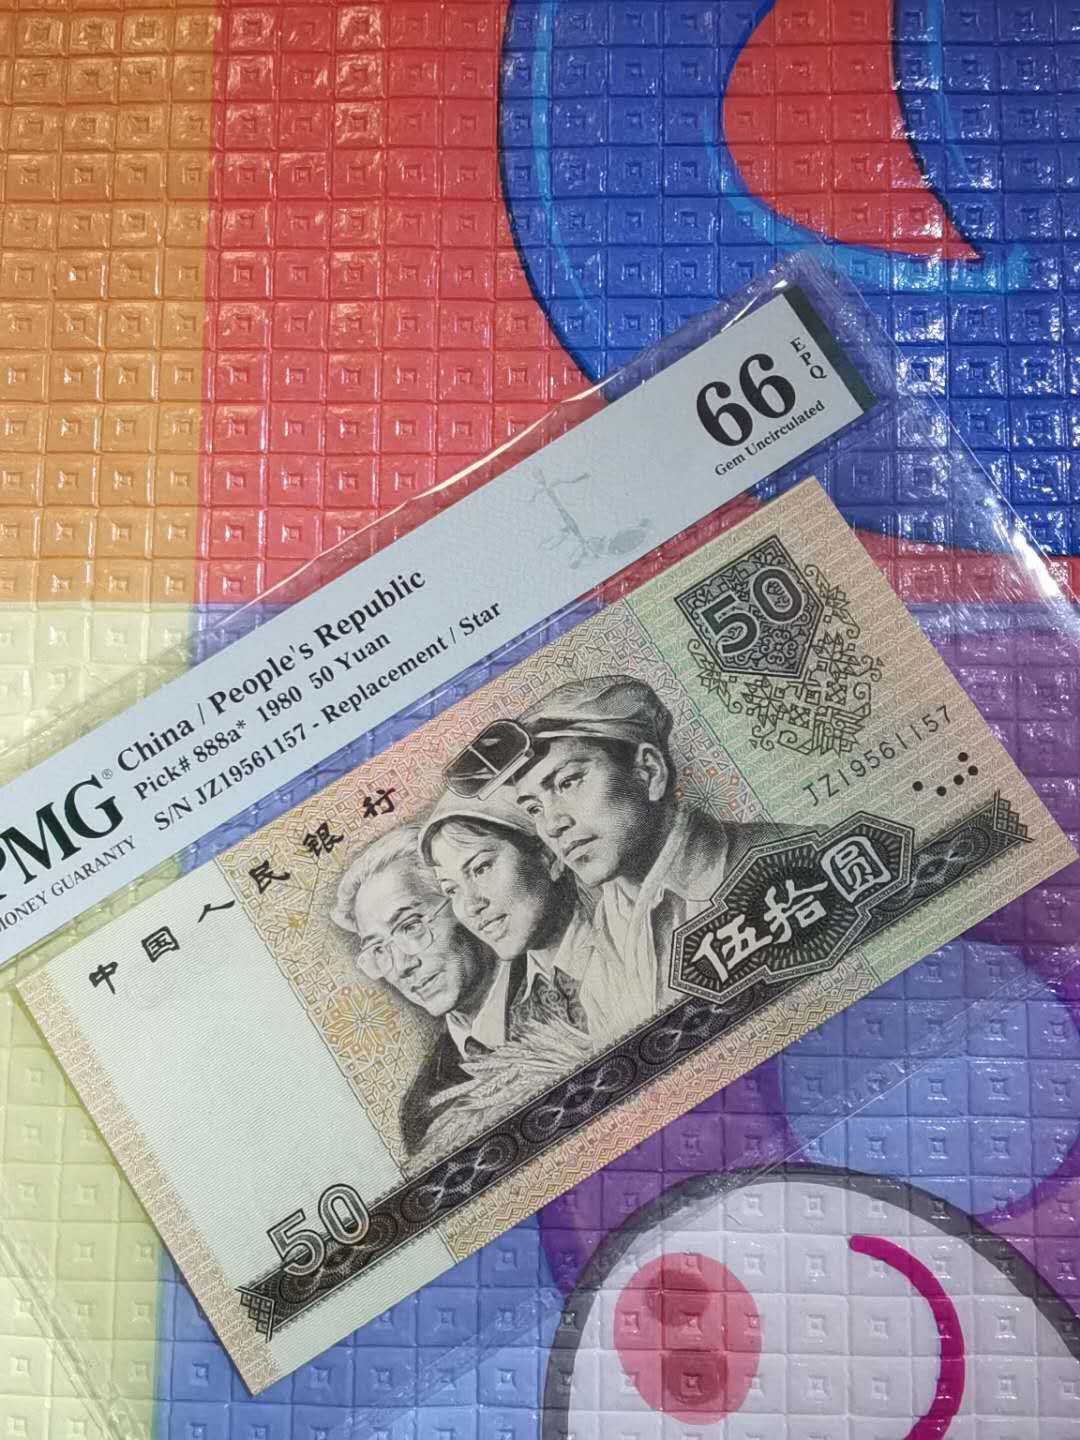 66 EPQ
Gem Uncirculated
PMG® China / People's Republic
Pick# 888a* 1980 50 Yuan
S/N JZ19561157 - Replacement / Star
MONEY GUARANTY
50
JZ19561157
中国人民银行
伍拾圆
50